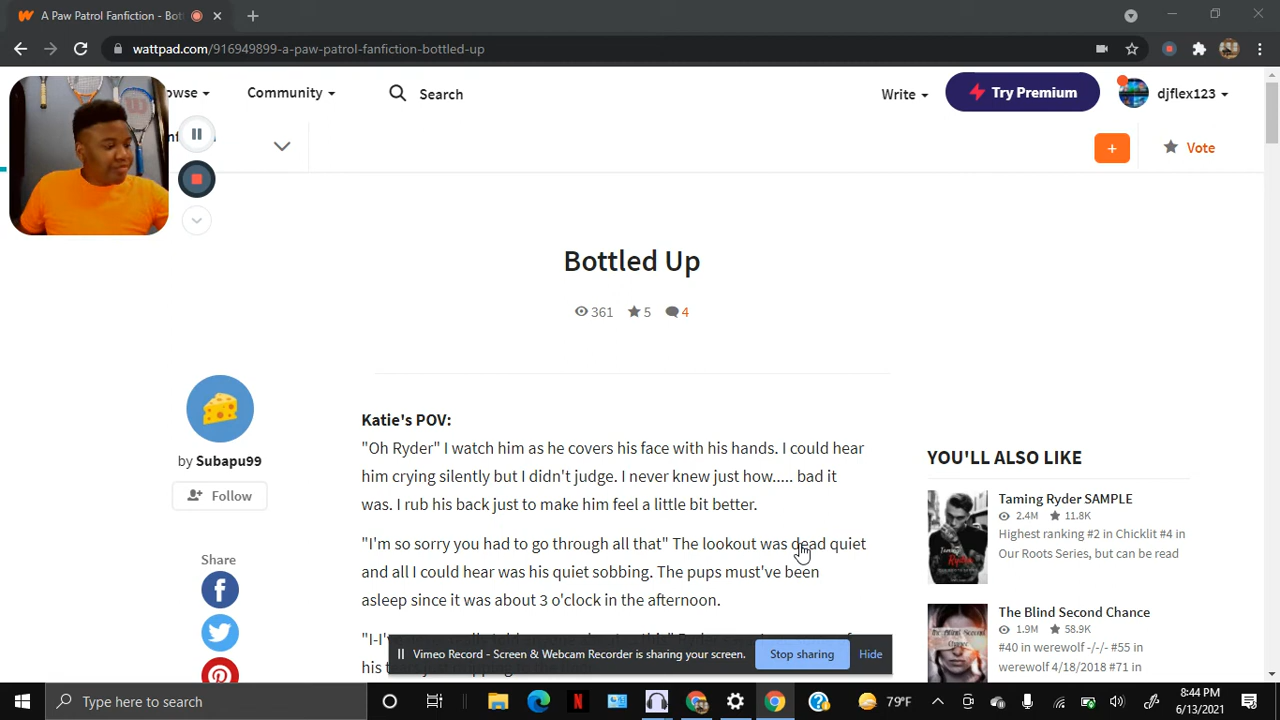 A Paw Patrol Fanfiction - Bot
wattpad.com/916949899-a-paw-patrol-fanfiction-bottled-up
owse
Community
Search
Write
Try Premium
djflex123
+
Vote
Bottled Up
361
5
4
by Subapu99
Follow
Share
Katie's POV:
"Oh Ryder" I watch him as he covers his face with his hands. I could hear
him crying silently but I didn't judge. I never knew just how..... bad it
was. I rub his back just to make him feel a little bit better.
"I'm so sorry you had to go through all that" The lookout was dead quiet
and all I could hear was his quiet sobbing. The pups must've been
asleep since it was about 3 o'clock in the afternoon.
YOU'LL ALSO LIKE
Taming Ryder SAMPLE
2.4M 11.8K
Highest ranking #2 in Chicklit #4 in
Our Roots Series, but can be read
The Blind Second Chance
1.9M 58.9K
#40 in werewolf -/-/- #55 in
werewolf 4/18/2018 #71 in
Vimeo Record - Screen & Webcam Recorder is sharing your screen.
Stop sharing
Hide
Type here to search
79°F
8:44 PM
6/13/2021